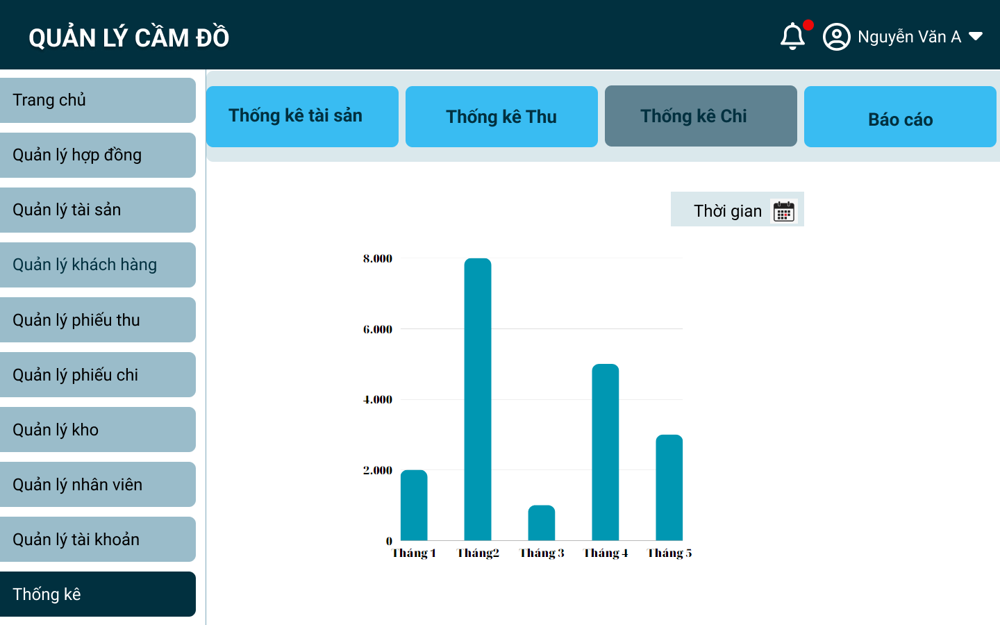 QUẢN LÝ CẦM ĐỒ
Nguyễn Văn A
Trang chủ
Quản lý hợp đồng
Quản lý tài sản
Quản lý khách hàng
Quản lý phiếu thu
Quản lý phiếu chi
Quản lý kho
Quản lý nhân viên
Quản lý tài khoản
Thống kê
Thống kê tài sản
Thống kê Thu
Thống kê Chi
Báo cáo
Thời gian
8.000
6.000
4.000
2.000
0
Tháng 1
Tháng2
Tháng 3
Tháng 4
Tháng 5